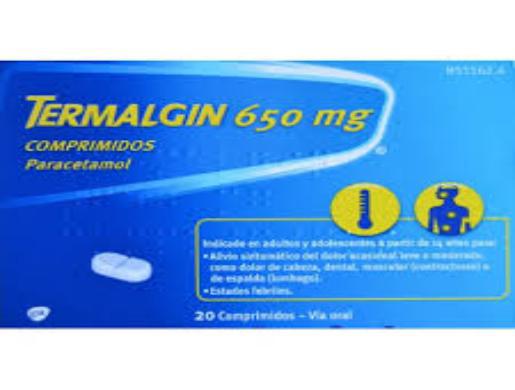 TERMALGIN 650 mg
COMPRIMIDOS
Paracetamol
Indicado en adultos y adolescentes a partir de 14 años para:
• Alivio sintomático del dolor ocasional leve o moderado,
como dolor de cabeza, dental, muscular (contracturas) o
de espalda (lumbago).
• Estados febriles.
20 Comprimidos – Vía oral